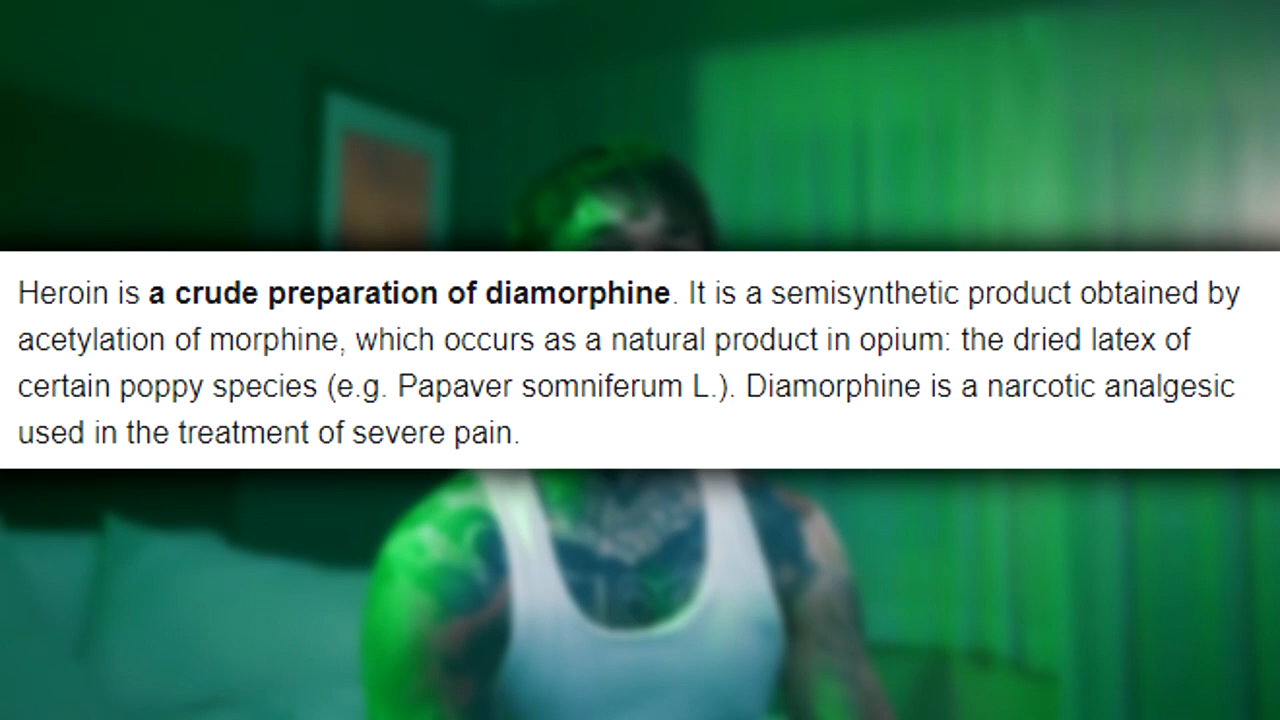 Heroin is a crude preparation of diamorphine. It is a semisynthetic product obtained by
acetylation of morphine, which occurs as a natural product in opium: the dried latex of
certain poppy species (e.g. Papaver somniferum L.). Diamorphine is a narcotic analgesic
used in the treatment of severe pain.